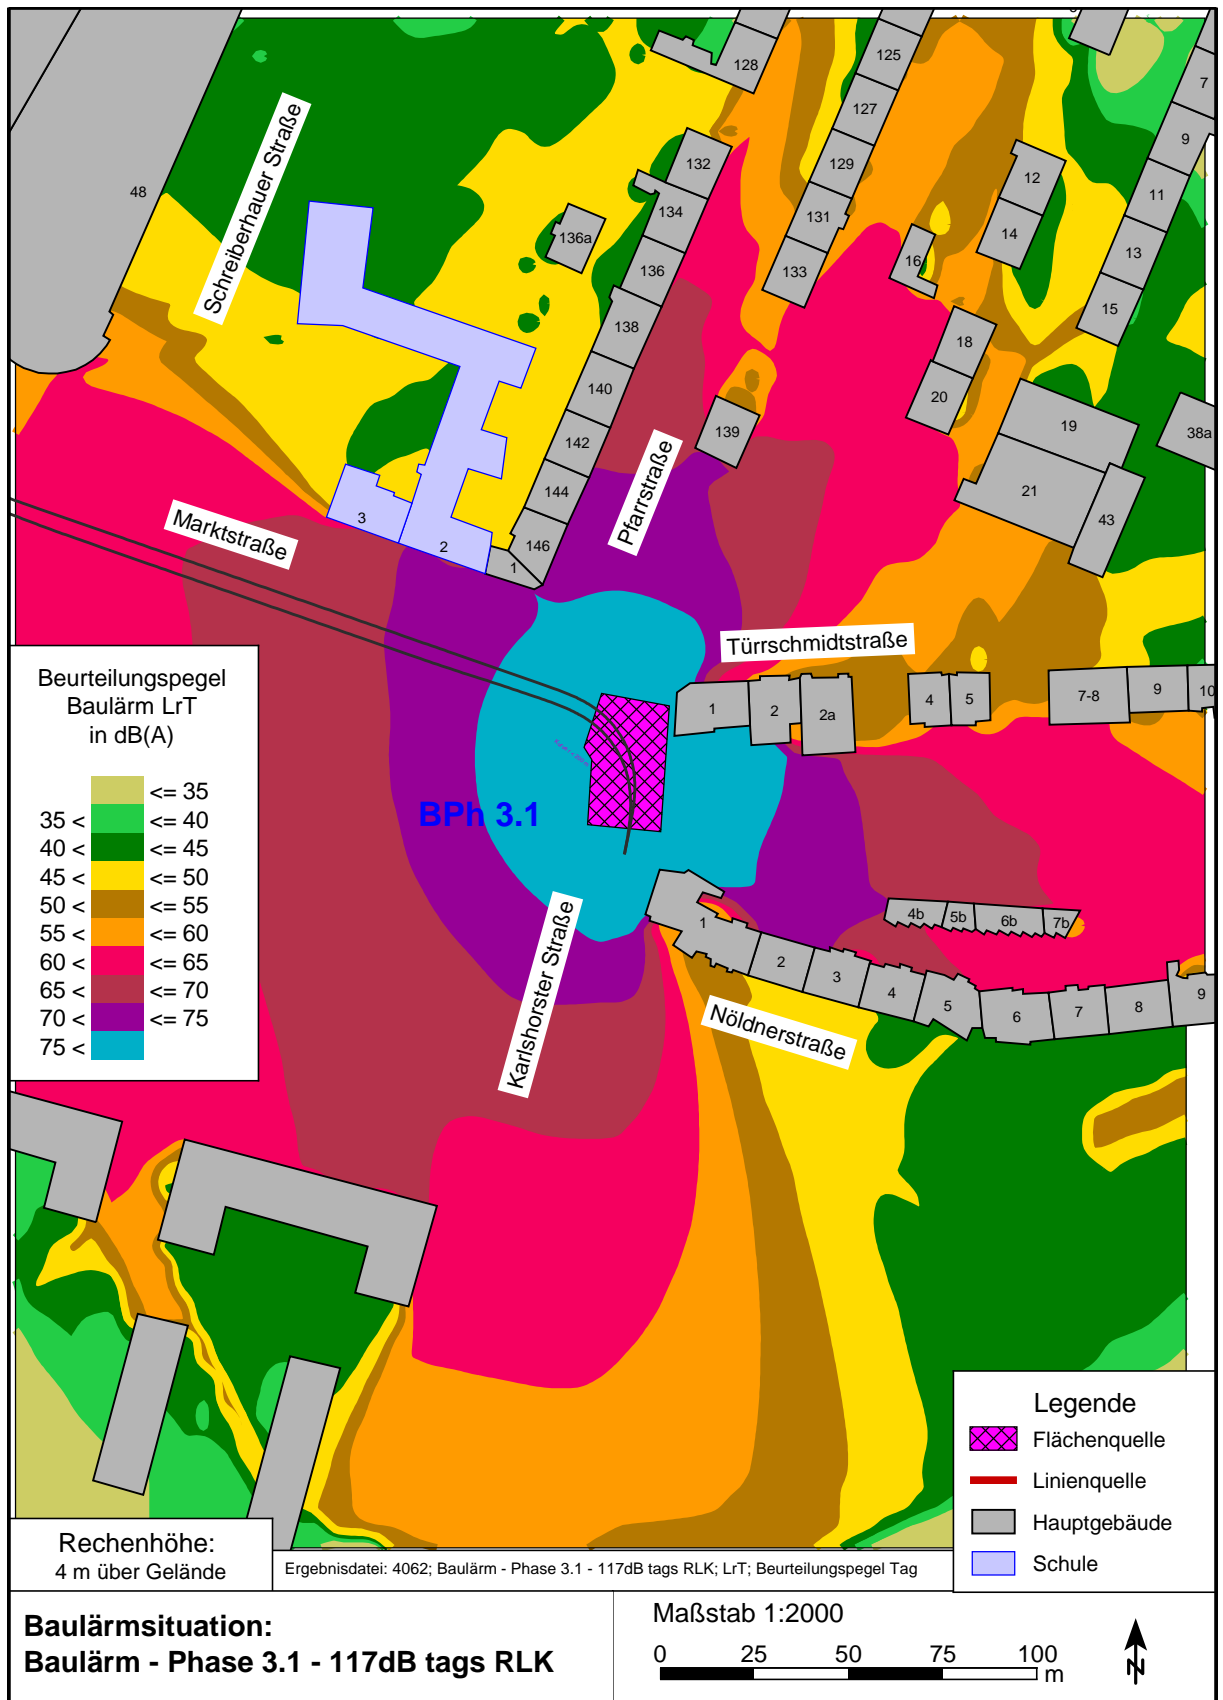 128
125
7
127
9
132
129
12
11
48
Schreiberhauer Straße
134
131
14
13
136a
136
133
16
15
138
18
140
20
139
19
38a
142
Pfarrstraße
144
21
3
Marktstraße
2
146
1
43
Türrschmidtstraße
1
2
2a
4
5
7-8
9
10
Beurteilungspegel
Baulärm LrT
in dB(A)
<= 35
35 < <= 40
40 < <= 45
45 < <= 50
50 < <= 55
55 < <= 60
60 < <= 65
65 < <= 70
70 < <= 75
75 <
BPh 3.1
Karlshorster Straße
4b
5b
6b
7b
1
2
3
4
5
6
7
8
9
Nöldnerstraße
Legende
Flächenquelle
Linienquelle
Hauptgebäude
Schule
Rechenhöhe:
4 m über Gelände
Ergebnisdatei: 4062; Baulärm - Phase 3.1 - 117dB tags RLK; LrT; Beurteilungspegel Tag
Baulärmsituation:
Baulärm - Phase 3.1 - 117dB tags RLK
Maßstab 1:2000
0 25 50 75 100
m
N